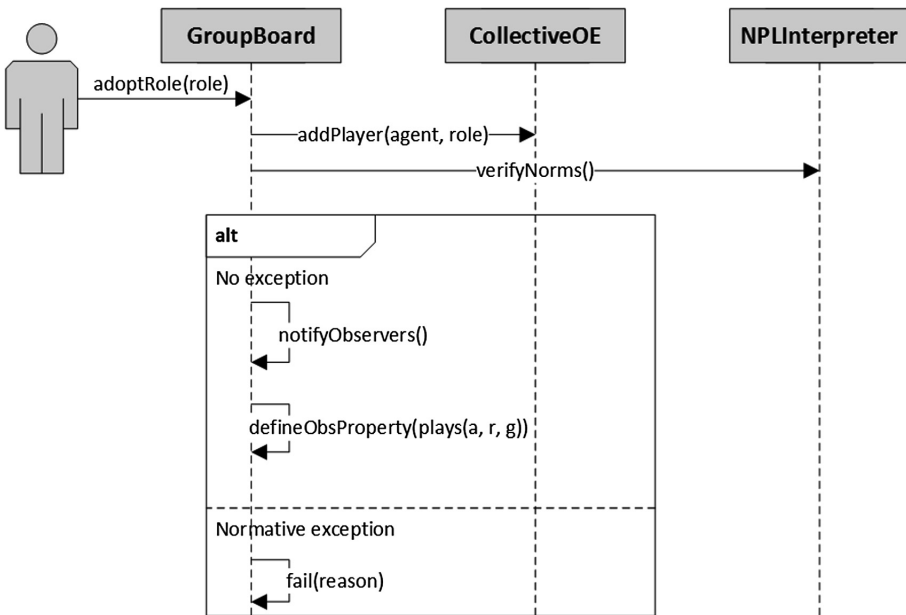 GroupBoard
CollectiveOE
NPLInterpreter
adoptRole(role)
addPlayer(agent, role)
verifyNorms()
alt
No exception
notifyObservers()
defineObsProperty(plays(a, r, g))
Normative exception
fail(reason)